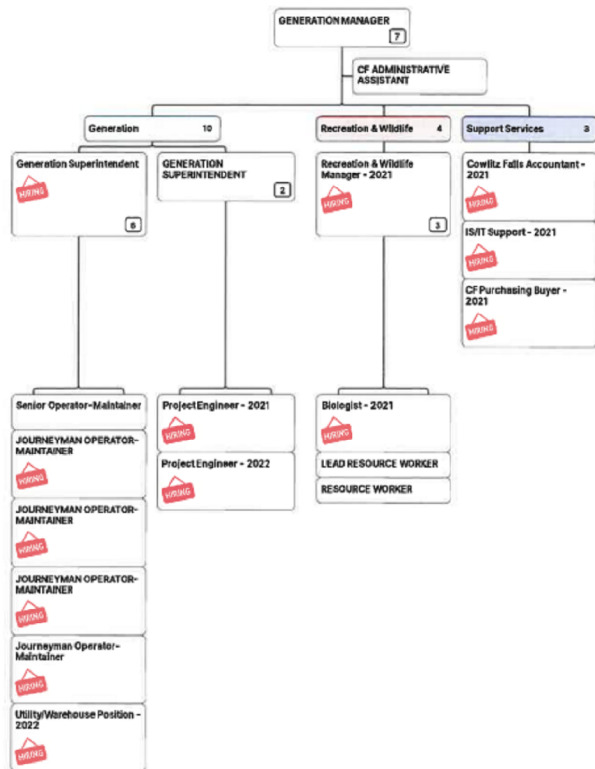 GENERATION MANAGER
7
CF ADMINISTRATIVE
ASSISTANT
Generation 10
Recreation & Wildlife 4
Support Services 3
Generation Superintendent
HIRING
6
GENERATION
SUPERINTENDENT
2
Recreation & Wildlife
Manager - 2021
HIRING
3
Cowlitz Falls Accountant -
2021
HIRING
IS/IT Support - 2021
HIRING
CF Purchasing Buyer -
2021
HIRING
Senior Operator-Maintainer
JOURNEYMAN OPERATOR-
MAINTAINER
HIRING
JOURNEYMAN OPERATOR-
MAINTAINER
HIRING
JOURNEYMAN OPERATOR-
MAINTAINER
HIRING
Journeyman Operator-
Maintainer
HIRING
Utility/Warehouse Position -
2022
HIRING
Project Engineer - 2021
HIRING
Project Engineer - 2022
HIRING
Biologist - 2021
HIRING
LEAD RESOURCE WORKER
RESOURCE WORKER